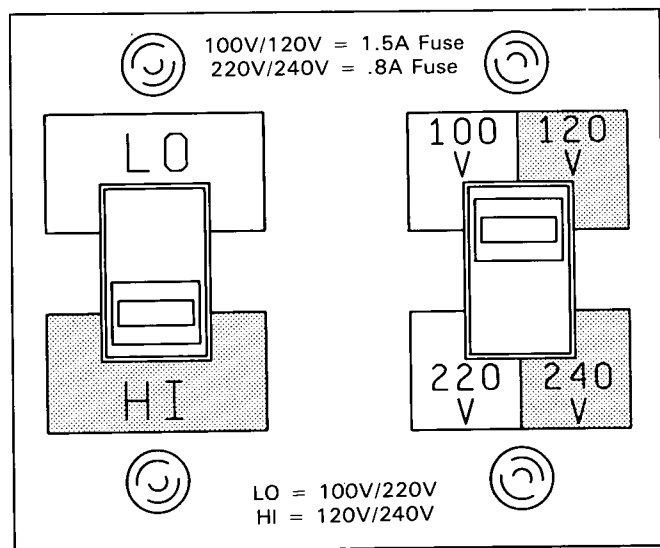 100V/120V = 1.5A Fuse
220V/240V = .8A Fuse
LO
100 120
V V
HI
220 240
V V
LO = 100V/220V
HI = 120V/240V